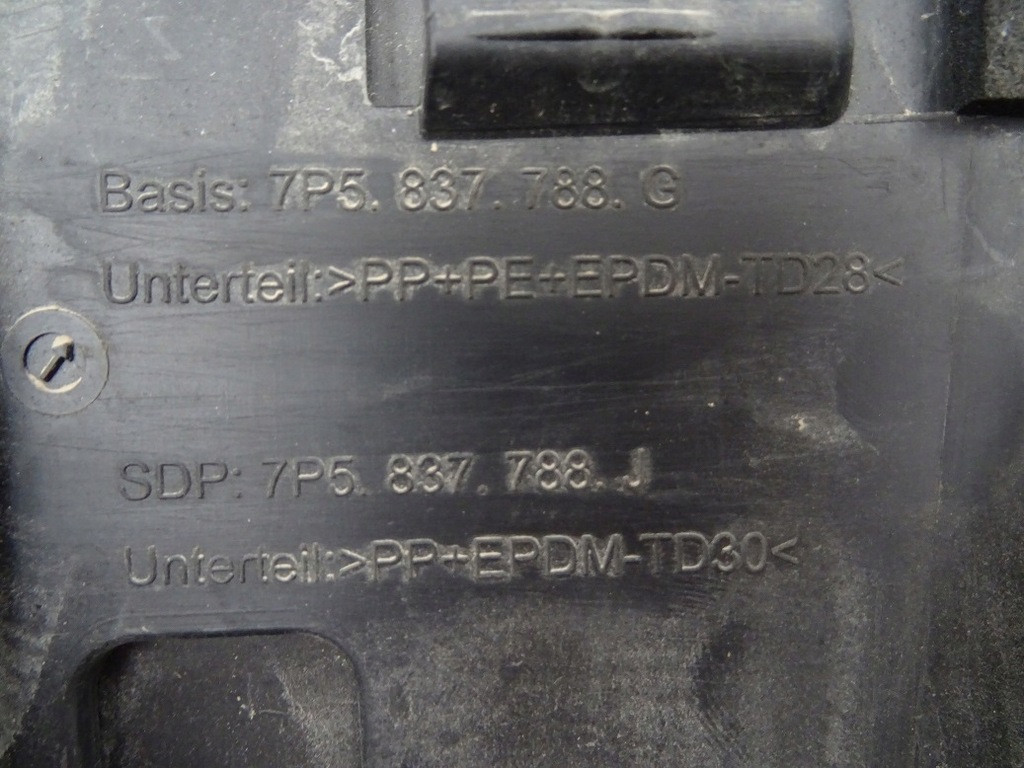 Basis: 7P5. 837. 788. G
Unterteil:>PP+PE+EPDM-TD28<
SDP: 7P5. 837. 788. J
Unterteil:>PP+EPDM-TD30<